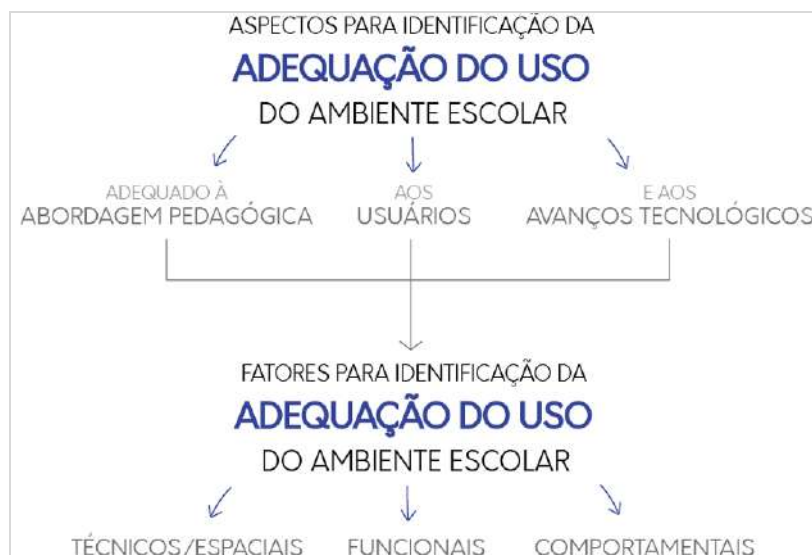 ASPECTOS PARA IDENTIFICAÇÃO DA
ADEQUAÇÃO DO USO
DO AMBIENTE ESCOLAR
ADEQUADO À
ABORDAGEM PEDAGÓGICA
AOS
USUÁRIOS
E AOS
AVANÇOS TECNOLÓGICOS
FATORES PARA IDENTIFICAÇÃO DA
ADEQUAÇÃO DO USO
DO AMBIENTE ESCOLAR
TÉCNICOS/ESPACIAIS
FUNCIONAIS
COMPORTAMENTAIS